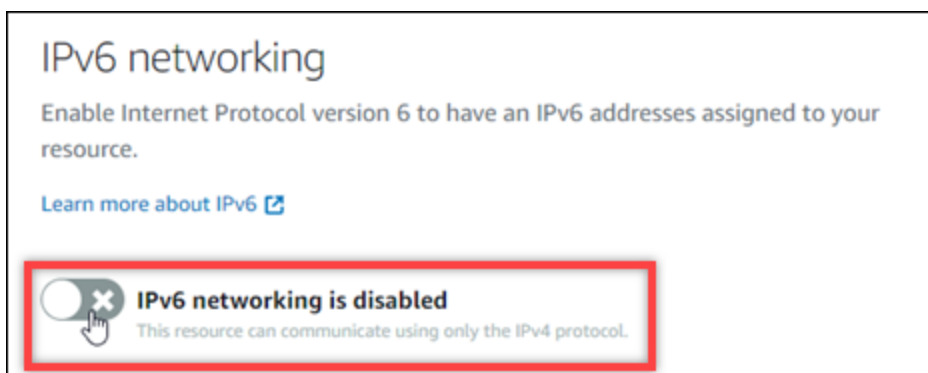 IPv6 networking
Enable Internet Protocol version 6 to have an IPv6 addresses assigned to your
resource.
Learn more about IPv6
IPv6 networking is disabled
This resource can communicate using only the IPv4 protocol.